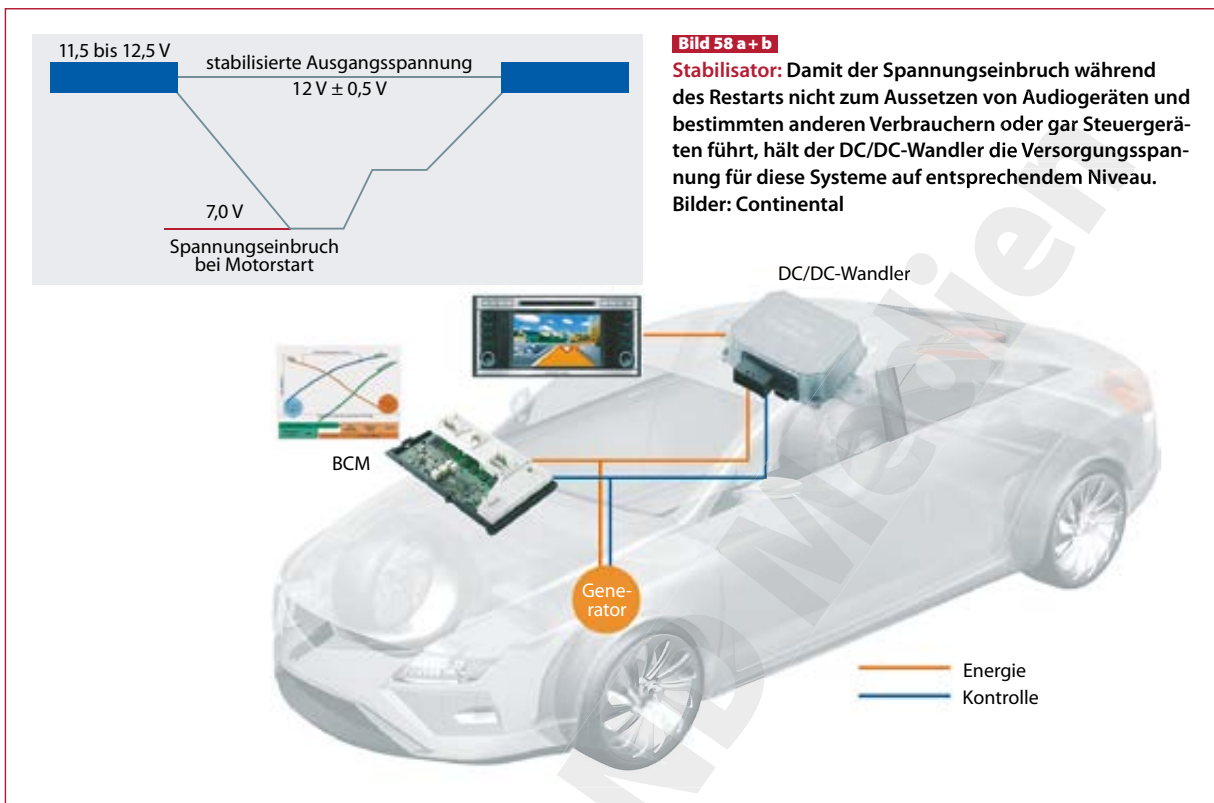 11,5 bis 12,5 V
stabilisierte Ausgangsspannung
12 V ± 0,5 V
7,0 V
Spannungseinbruch
bei Motorstart
Bild 58 a + b
Stabilisator: Damit der Spannungseinbruch während
des Restarts nicht zum Aussetzen von Audiogeräten und
bestimmten anderen Verbrauchern oder gar Steuergerä-
ten führt, hält der DC/DC-Wandler die Versorgungsspan-
nung für diese Systeme auf entsprechendem Niveau.
Bilder: Continental
DC/DC-Wandler
BCM
Gene-
rator
Energie
Kontrolle
Medien